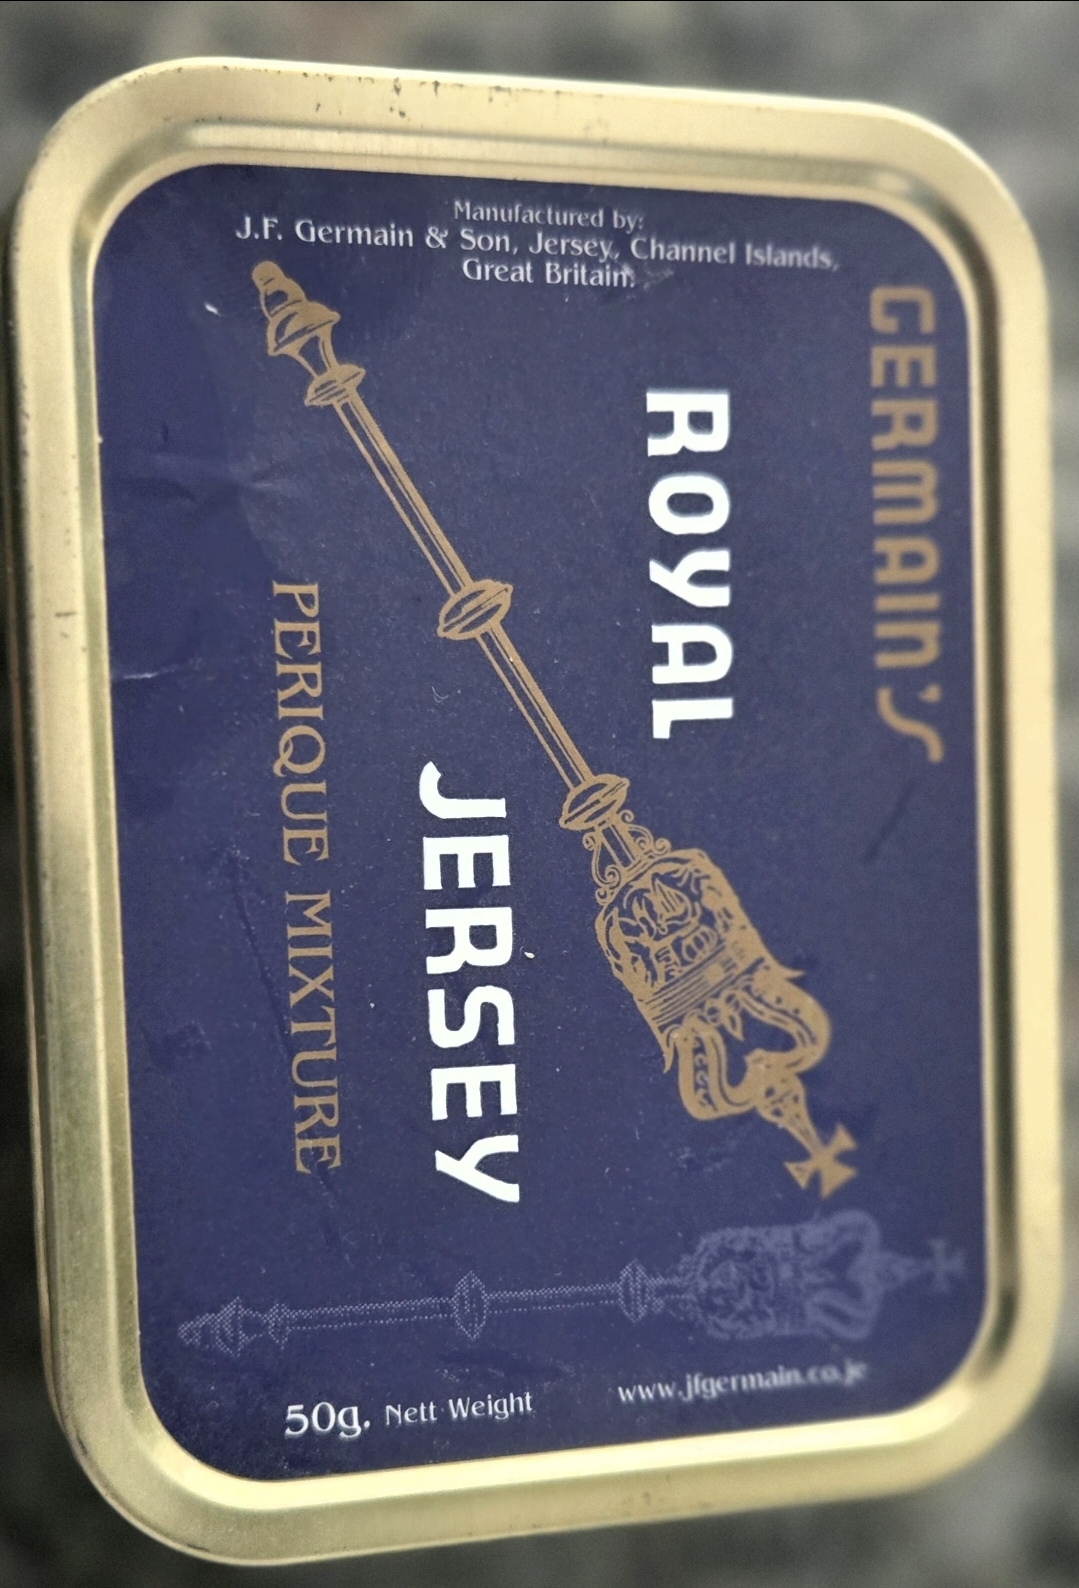 Manufactured by:
J.F. Germain & Son, Jersey, Channel Islands,
Great Britain.
GERMAIN'S
ROYAL
JERSEY
PERIQUE MIXTURE
50g. Nett Weight
www.jfgermain.co.je